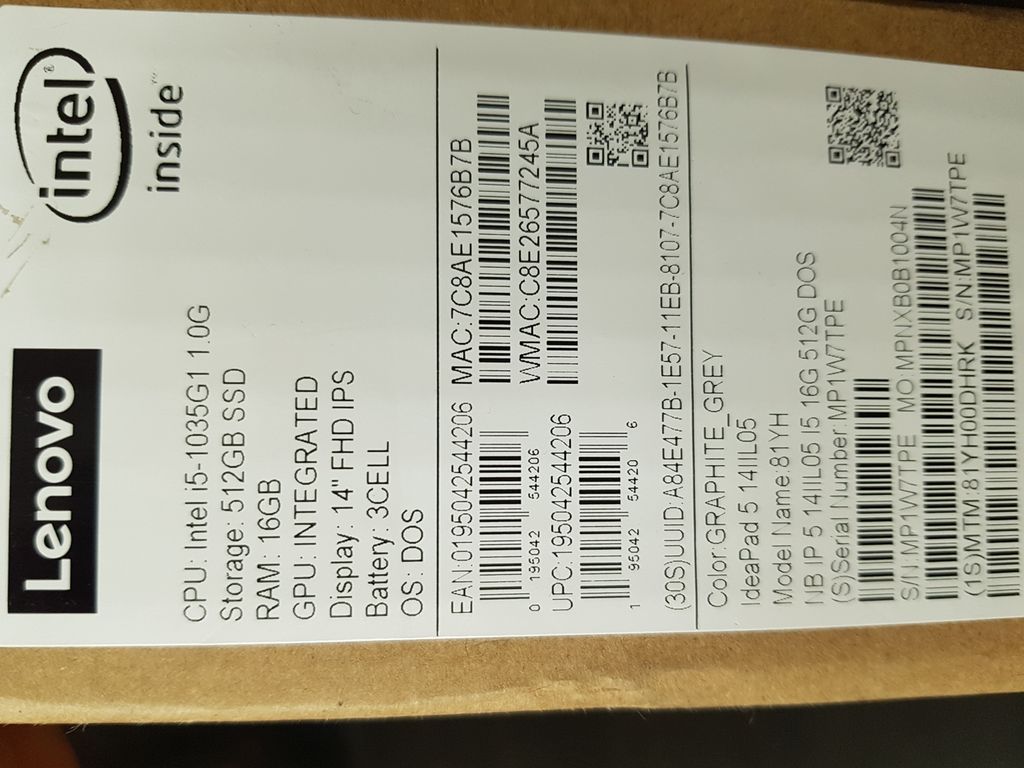 Lenovo
intel®
inside™
CPU: Intel i5-1035G1 1.0G
Storage: 512GB SSD
RAM: 16GB
GPU: INTEGRATED
Display: 14" FHD IPS
Battery: 3CELL
OS: DOS
EAN:0195042544206
0 195042 544206
UPC:195042544206
1 95042 54420 6
MAC:7C8AE1576B7B
WMAC:C8E26577245A
(30S)UUID:A84E477B-1E57-11EB-8107-7C8AE1576B7B
Color:GRAPHITE_GREY
IdeaPad 5 14IIL05
Model Name:81YH
NB IP 5 14IIL05 I5 16G 512G DOS
(S)Serial Number:MP1W7TPE
S/N:MP1W7TPE MO:MPNXB0B1004N
(1S)MTM:81YH00DHRK S/N:MP1W7TPE